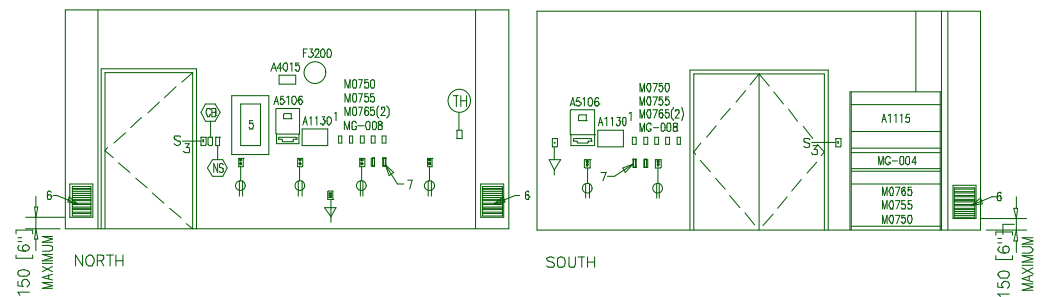 F3200
A4015
A5106
A1130
1
M0750
M0755
M0765(2)
MG-008
CB
5
S
3
NS
TH
6
7
6
150 [6"]
MAXIMUM
NORTH
A5106
A1130
1
M0750
M0755
M0755(2)
MG-008
7
S
3
A1115
MG-004
M0765
M0755
M0750
6
150 [6"]
MAXIMUM
SOUTH